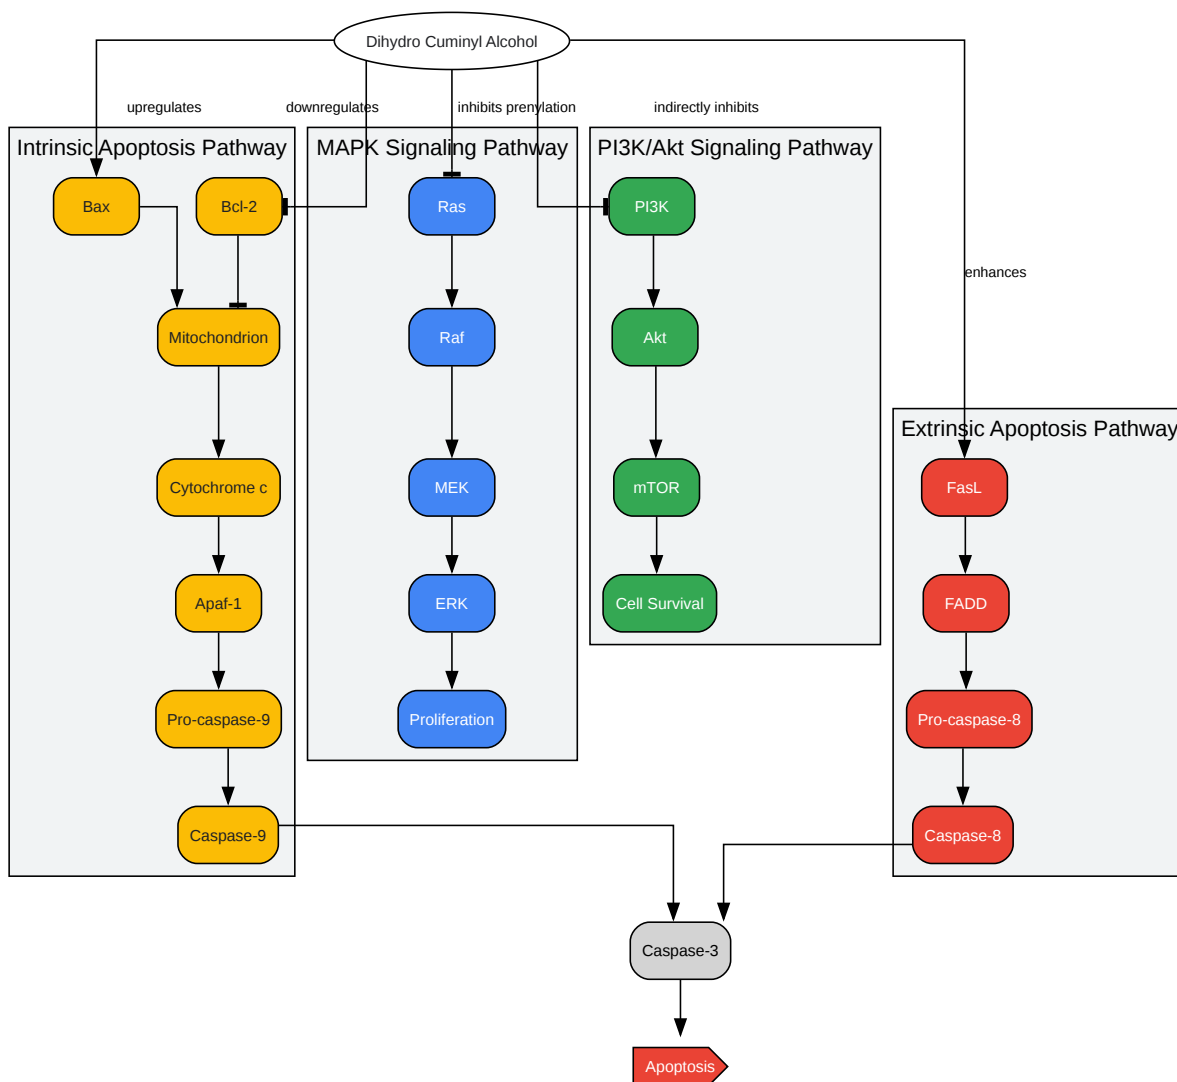 Dihydro Cuminyl Alcohol
upregulates
downregulates
inhibits prenylation
indirectly inhibits
enhances
Intrinsic Apoptosis Pathway
Bax
Bcl-2
Mitochondrion
Cytochrome c
Apaf-1
Pro-caspase-9
Caspase-9
MAPK Signaling Pathway
Ras
Raf
MEK
ERK
Proliferation
PI3K/Akt Signaling Pathway
PI3K
Akt
mTOR
Cell Survival
Extrinsic Apoptosis Pathway
FasL
FADD
Pro-caspase-8
Caspase-8
Caspase-3
Apoptosis